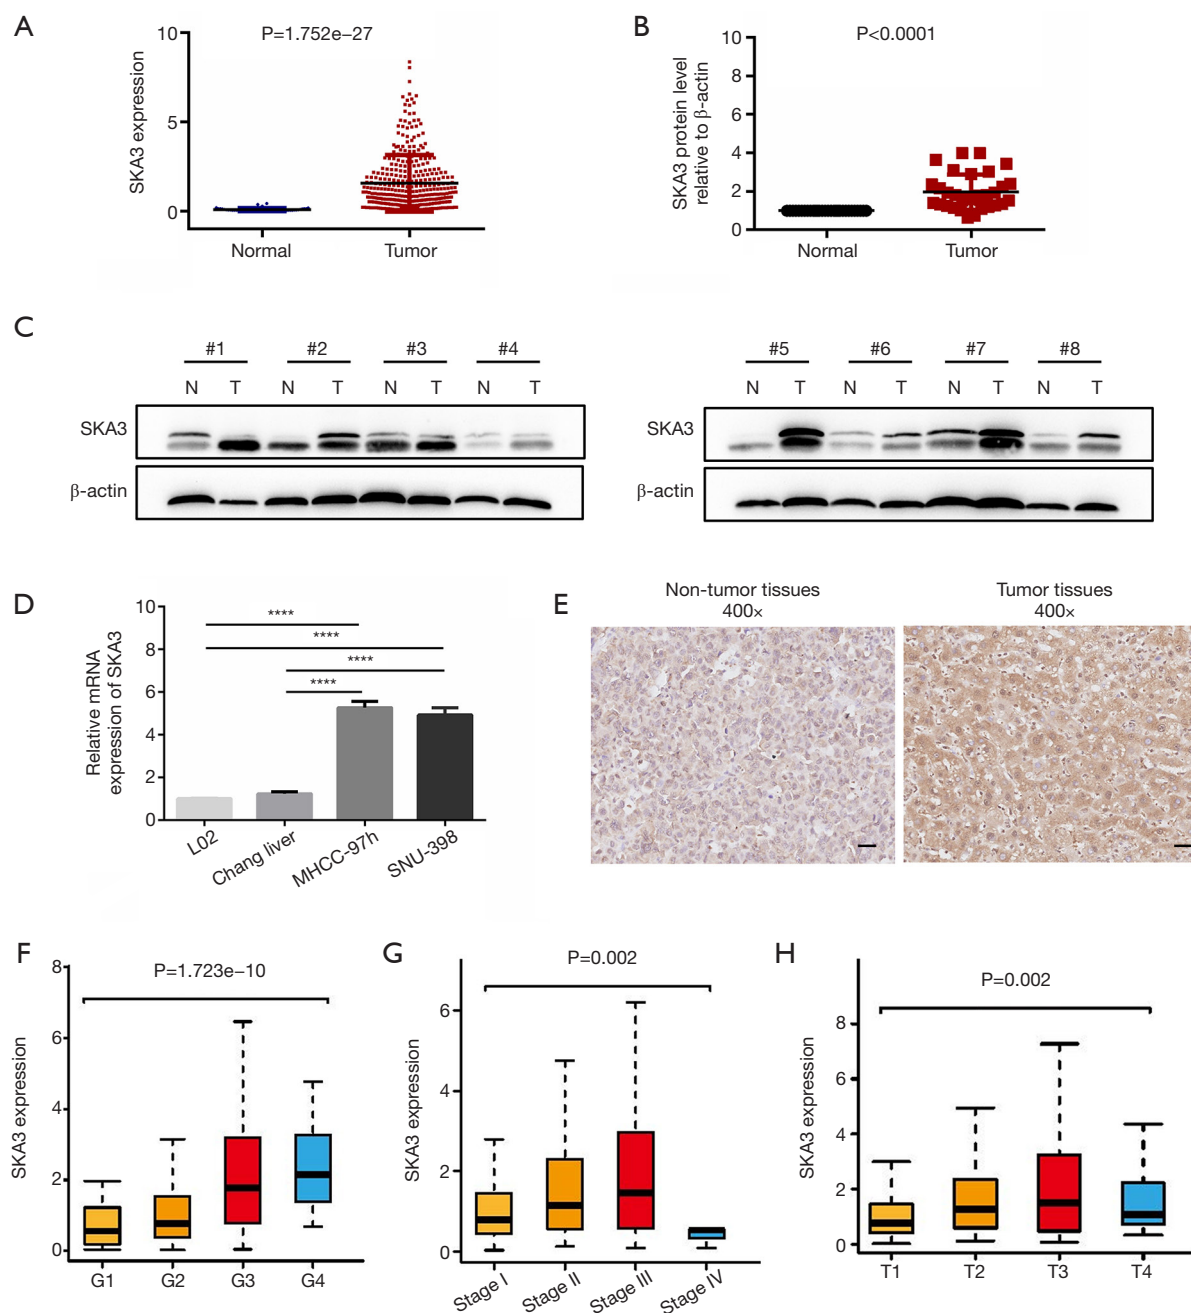 A
P=1.752e−27
SKA3 expression
10
5
0
Normal
Tumor
B
P<0.0001
SKA3 protein level
relative to β-actin
10
8
6
4
2
0
Normal
Tumor
C
#1
#2
#3
#4
N
T
N
T
N
T
N
T
SKA3
β-actin
#5
#6
#7
#8
N
T
N
T
N
T
N
T
SKA3
β-actin
D
Relative mRNA
expression of SKA3
10
8
6
4
2
0
****
****
****
****
L02
Chang liver
MHCC-97h
SNU-398
E
Non-tumor tissues
400×
Tumor tissues
400×
F
P=1.723e−10
SKA3 expression
8
6
4
2
0
G1
G2
G3
G4
G
P=0.002
SKA3 expression
6
4
2
0
Stage I
Stage II
Stage III
Stage IV
H
P=0.002
SKA3 expression
8
6
4
2
0
T1
T2
T3
T4